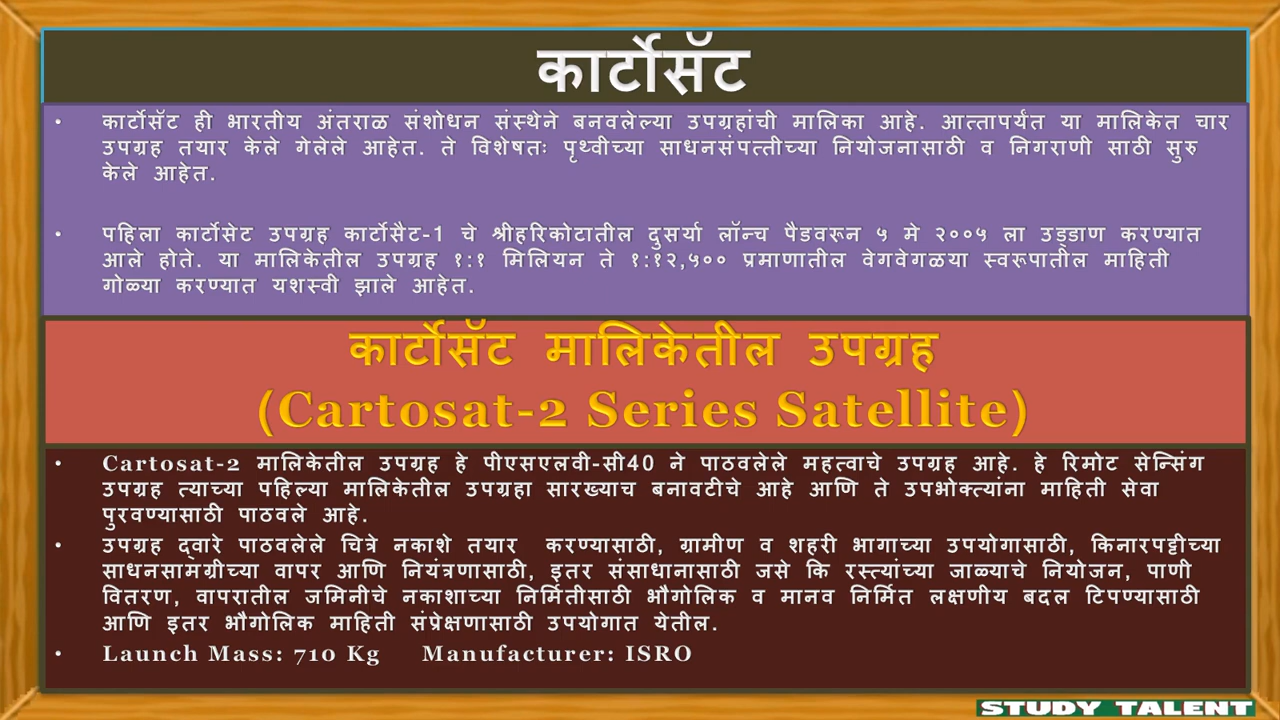 कार्टोसॅट
• कार्टोसॅट ही भारतीय अंतराळ संशोधन संस्थेने बनवलेल्या उपग्रहांची मालिका आहे. आत्तापर्यंत या मालिकेत चार
उपग्रह तयार केले गेलेले आहेत. ते विशेषतः पृथ्वीच्या साधनसंपत्तीच्या नियोजनासाठी व निगराणी साठी सुरु
केले आहेत.
• पहिला कार्टोसेट उपग्रह कार्टोसैट-1 चे श्रीहरिकोटातील दुसर्या लॉन्च पैडवरून ५ मे २००५ ला उड्डाण करण्यात
आले होते. या मालिकेतील उपग्रह १:१ मिलियन ते १:१२,५०० प्रमाणातील वेगवेगळया स्वरूपातील माहिती
गोळ्या करण्यात यशस्वी झाले आहेत.
कार्टोसॅट मालिकेतील उपग्रह
(Cartosat-2 Series Satellite)
• Cartosat-2 मालिकेतील उपग्रह हे पीएसएलवी-सी40 ने पाठवलेले महत्वाचे उपग्रह आहे. हे रिमोट सेन्सिंग
उपग्रह त्याच्या पहिल्या मालिकेतील उपग्रहा सारख्याच बनावटीचे आहे आणि ते उपभोक्त्यांना माहिती सेवा
पुरवण्यासाठी पाठवले आहे.
• उपग्रह द्वारे पाठवलेले चित्रे नकाशे तयार करण्यासाठी, ग्रामीण व शहरी भागाच्या उपयोगासाठी, किनारपट्टीच्या
साधनसामग्रीच्या वापर आणि नियंत्रणासाठी, इतर संसाधानासाठी जसे कि रस्त्यांच्या जाळ्याचे नियोजन, पाणी
वितरण, वापरातील जमिनीचे नकाशाच्या निर्मितीसाठी भौगोलिक व मानव निर्मित लक्षणीय बदल टिपण्यासाठी
आणि इतर भौगोलिक माहिती संप्रेक्षणासाठी उपयोगात येतील.
• Launch Mass: 710 Kg Manufacturer: ISRO
STUDY TALENT